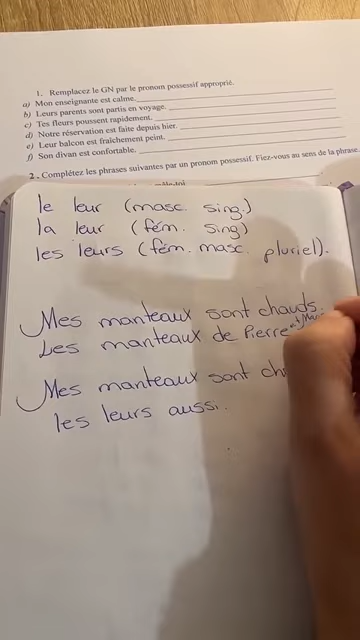 1. Remplacez le GN par le pronom possessif approprié.
a) Mon enseignante est calme.
b) Leurs parents sont partis en voyage.
c) Tes fleurs poussent rapidement.
d) Notre réservation est faite depuis hier.
e) Leur balcon est fraîchement peint.
f) Son divan est confortable.
2. Complétez les phrases suivantes par un pronom possessif. Fiez-vous au sens de la phrase.
le leur (masc. sing.)
la leur (fém. sing)
les leurs (fém. masc. pluriel).
Mes manteaux sont chauds.
Les manteaux de Pierre et
Mes manteaux sont
les leurs aussi.